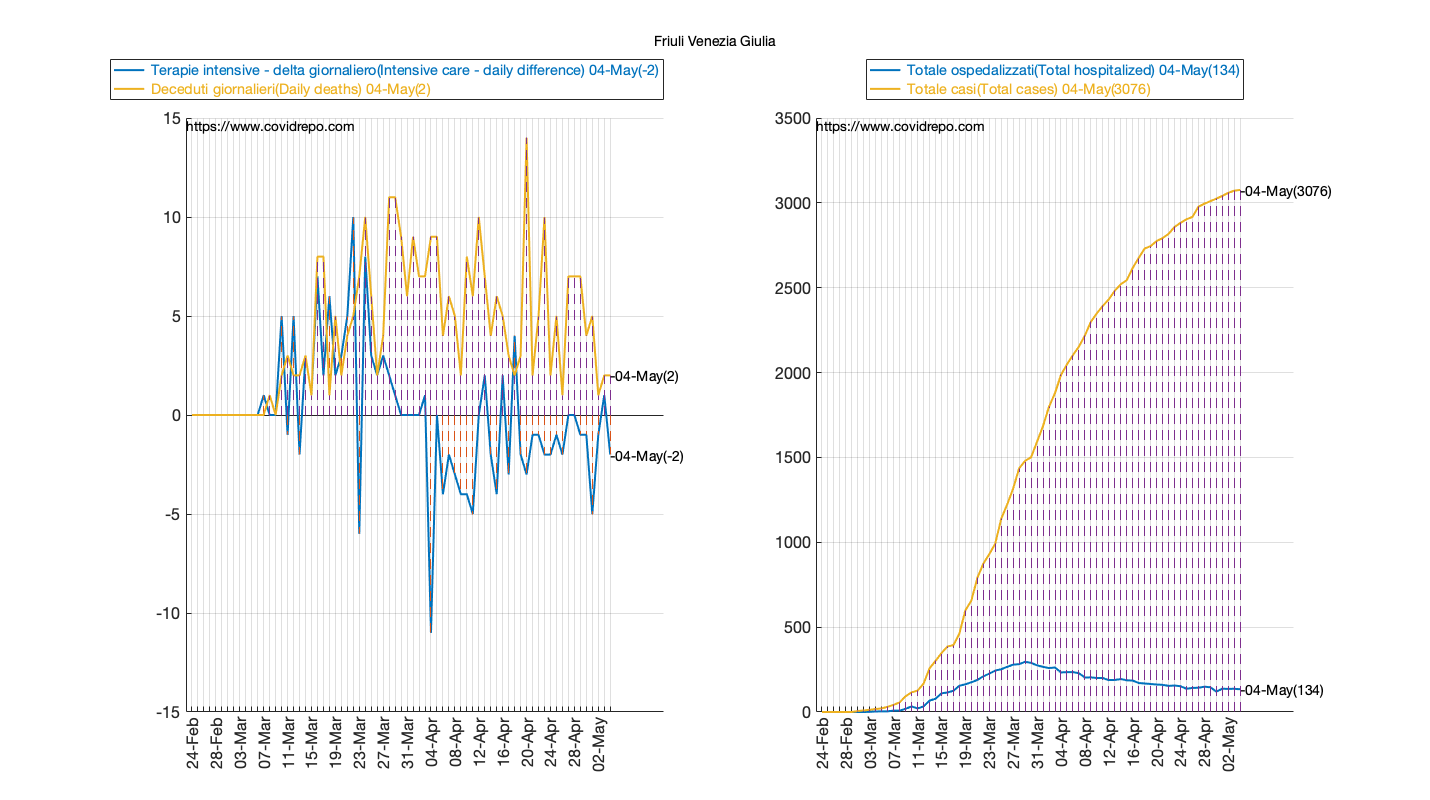 Friuli Venezia Giulia
Terapie intensive - delta giornaliero(Intensive care - daily difference) 04-May(-2)
Deceduti giornalieri(Daily deaths) 04-May(2)
https://www.covidrepo.com
15
10
5
0
-5
-10
-15
04-May(2)
04-May(-2)
24-Feb
28-Feb
03-Mar
07-Mar
11-Mar
15-Mar
19-Mar
23-Mar
27-Mar
31-Mar
04-Apr
08-Apr
12-Apr
16-Apr
20-Apr
24-Apr
28-Apr
02-May
Totale ospedalizzati(Total hospitalized) 04-May(134)
Totale casi(Total cases) 04-May(3076)
https://www.covidrepo.com
3500
3000
2500
2000
1500
1000
500
0
04-May(3076)
04-May(134)
24-Feb
28-Feb
03-Mar
07-Mar
11-Mar
15-Mar
19-Mar
23-Mar
27-Mar
31-Mar
04-Apr
08-Apr
12-Apr
16-Apr
20-Apr
24-Apr
28-Apr
02-May